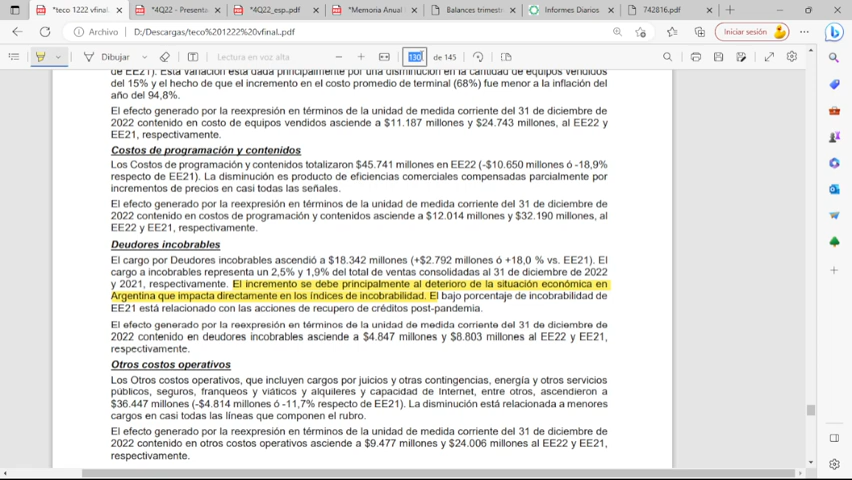 *teco 1222 vfinal..pdf
*4Q22 - Presenta
*4Q22_esp..pdf
*Memoria Anual
Balances trimestr
Informes Diarios
742816.pdf
Archivo
D:/Descargas/teco%201222%20vfinal..pdf
Iniciar sesión
Dibujar
Lectura en voz alta
130
de 145
de EE21). Esta variación está dada principalmente por una disminución en la cantidad de equipos vendidos
del 15% y el hecho de que el incremento en el costo promedio de terminal (68%) fue menor a la inflación del
año del 94,8%.
El efecto generado por la reexpresión en términos de la unidad de medida corriente del 31 de diciembre de
2022 contenido en costo de equipos vendidos asciende a $11.187 millones y $24.743 millones, al EE22 y
EE21, respectivamente.
Costos de programación y contenidos
Los Costos de programación y contenidos totalizaron $45.741 millones en EE22 (-$10.650 millones ó -18,9%
respecto de EE21). La disminución es producto de eficiencias comerciales compensadas parcialmente por
incrementos de precios en casi todas las señales.
El efecto generado por la reexpresión en términos de la unidad de medida corriente del 31 de diciembre de
2022 contenido en costos de programación y contenidos asciende a $12.014 millones y $32.190 millones, al
EE22 y EE21, respectivamente.
Deudores incobrables
El cargo por Deudores incobrables ascendió a $18.342 millones (+$2.792 millones ó +18,0 % vs. EE21). El
cargo a incobrables representa un 2,5% y 1,9% del total de ventas consolidadas al 31 de diciembre de 2022
y 2021, respectivamente. El incremento se debe principalmente al deterioro de la situación económica en
Argentina que impacta directamente en los índices de incobrabilidad. El bajo porcentaje de incobrabilidad de
EE21 está relacionado con las acciones de recupero de créditos post-pandemia.
El efecto generado por la reexpresión en términos de la unidad de medida corriente del 31 de diciembre de
2022 contenido en deudores incobrables asciende a $4.847 millones y $8.803 millones al EE22 y EE21,
respectivamente.
Otros costos operativos
Los Otros costos operativos, que incluyen cargos por juicios y otras contingencias, energía y otros servicios
públicos, seguros, franqueos y viáticos y alquileres y capacidad de Internet, entre otros, ascendieron a
$36.447 millones (-$4.814 millones ó -11,7% respecto de EE21). La disminución está relacionada a menores
cargos en casi todas las líneas que componen el rubro.
El efecto generado por la reexpresión en términos de la unidad de medida corriente del 31 de diciembre de
2022 contenido en otros costos operativos asciende a $9.477 millones y $24.006 millones al EE22 y EE21,
respectivamente.